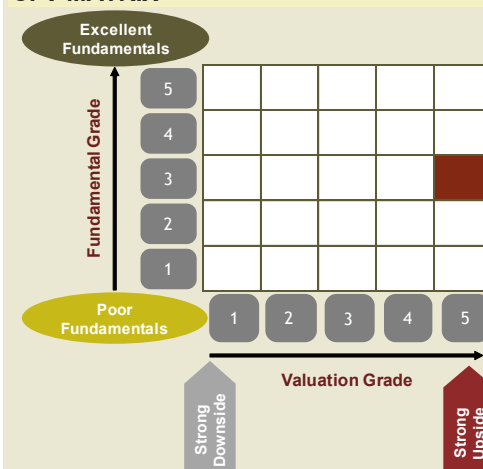 Excellent
Fundamentals
Fundamental Grade
5
4
3
2
1
Poor
Fundamentals
1
2
3
4
5
Valuation Grade
Strong
Downside
Strong
Upside